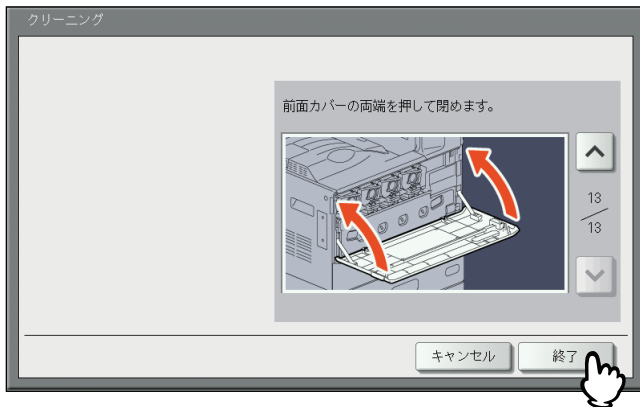 クリーニング
前面カバーの両端を押して閉めます。
13
13
キャンセル
終了